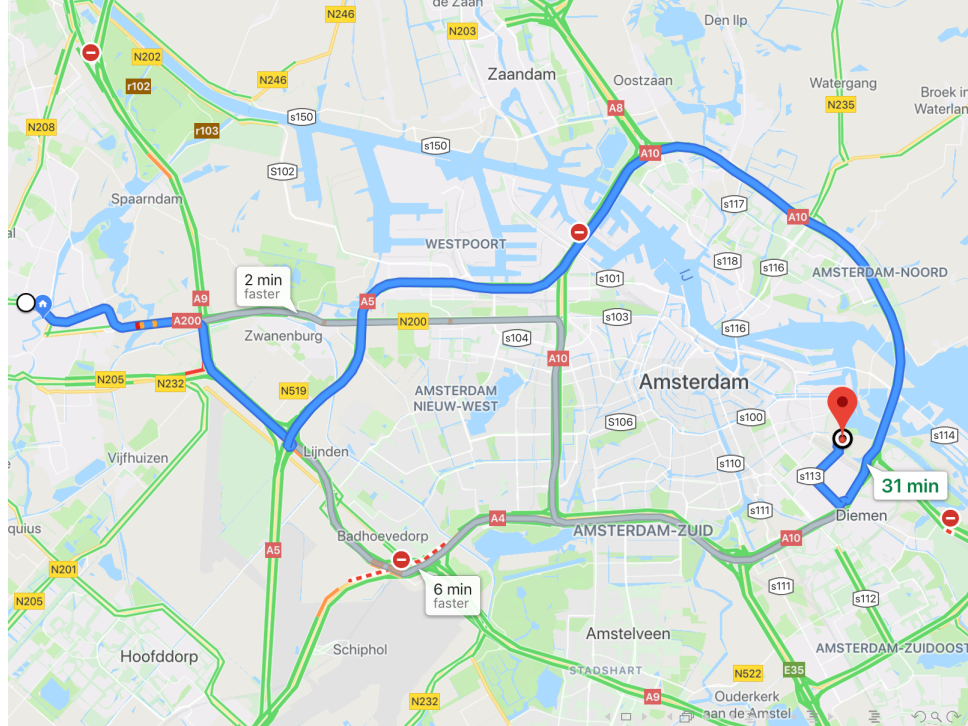 de Zaan
N246
N203
Den Ilp
N202
Zaandam
Oostzaan
Watergang
N246
r102
A8
N235
Broek in
Waterlan
s150
N208
r103
s150
A10
S102
Spaarndam
s117
A10
al
WESTPOORT
s118
s116
AMSTERDAM-NOORD
2 min
faster
s101
A9
A5
A200
N200
s103
s116
Zwanenburg
s104
A10
N205
N232
N519
AMSTERDAM
NIEUW-WEST
Amsterdam
S106
s100
s114
Vijfhuizen
Lijnden
s110
s113
31 min
quius
A4
s111
Diemen
AMSTERDAM-ZUID
Badhoevedorp
A10
A5
N201
6 min
faster
s111
s112
N205
Amstelveen
Hoofddorp
Schiphol
AMSTERDAM-ZUIDOOST
STADSHART
N522
E35
N232
A9
Ouderkerk
aan de Amstel